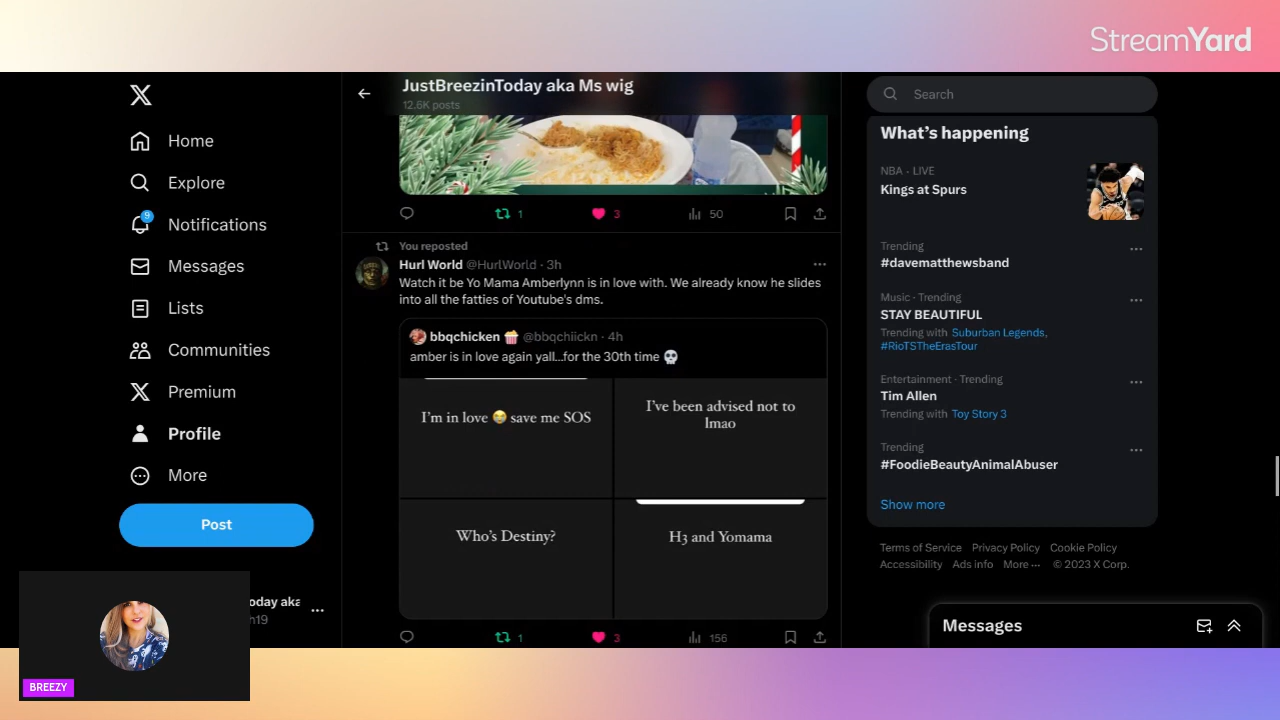 StreamYard
Home
Explore
9
Notifications
Messages
Lists
Communities
Premium
Profile
More
Post
oday aka
h19
BREEZY
JustBreezinToday aka Ms wig
12.6K posts
1
3
50
You reposted
Hurl World @HurlWorld · 3h
Watch it be Yo Mama Amberlynn is in love with. We already know he slides
into all the fatties of Youtube's dms.
bbqchicken 🍿 @bbqchiickn · 4h
amber is in love again yall...for the 30th time 💀
I'm in love 😭 save me SOS
I've been advised not to
lmao
Who's Destiny?
H3 and Yomama
1
3
156
Search
What's happening
NBA · LIVE
Kings at Spurs
Trending
#davematthewsband
Music · Trending
STAY BEAUTIFUL
Trending with Suburban Legends,
#RioTSTheErasTour
Entertainment · Trending
Tim Allen
Trending with Toy Story 3
Trending
#FoodieBeautyAnimalAbuser
Show more
Terms of Service Privacy Policy Cookie Policy
Accessibility Ads info More ··· © 2023 X Corp.
Messages